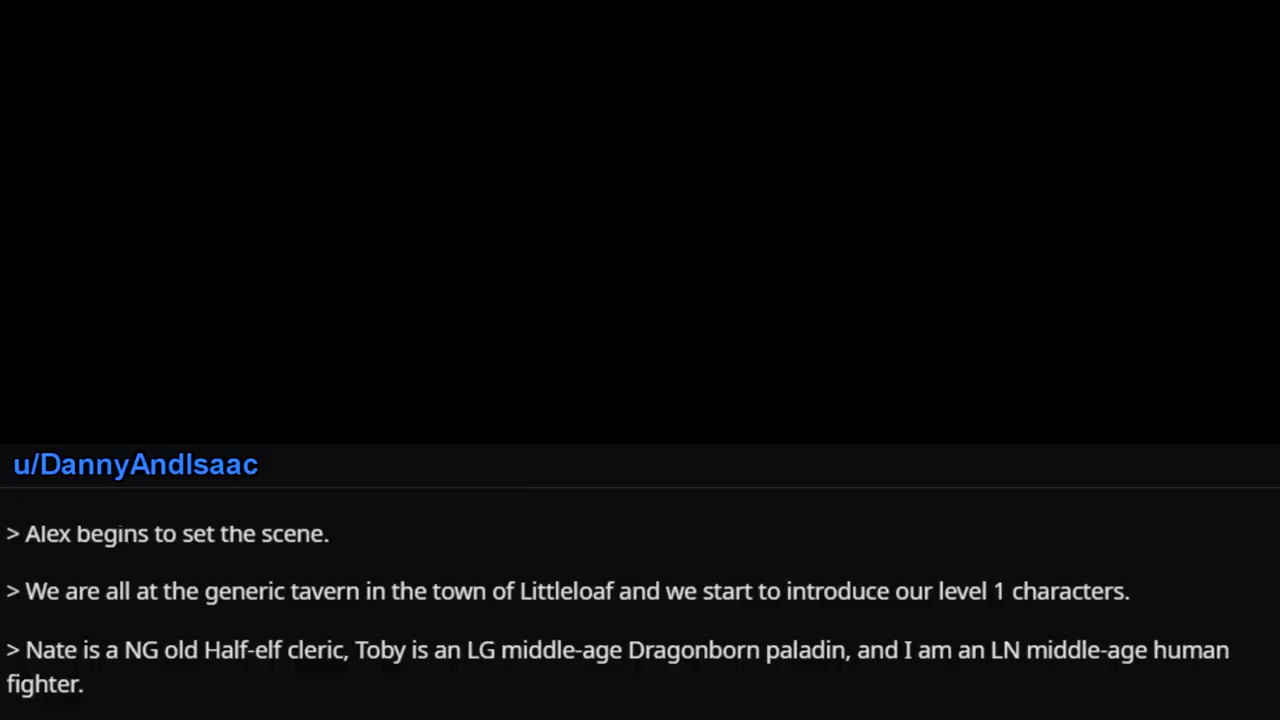 u/DannyAndIsaac
> Alex begins to set the scene.
> We are all at the generic tavern in the town of Littleloaf and we start to introduce our level 1 characters.
> Nate is a NG old Half-elf cleric, Toby is an LG middle-age Dragonborn paladin, and I am an LN middle-age human
fighter.